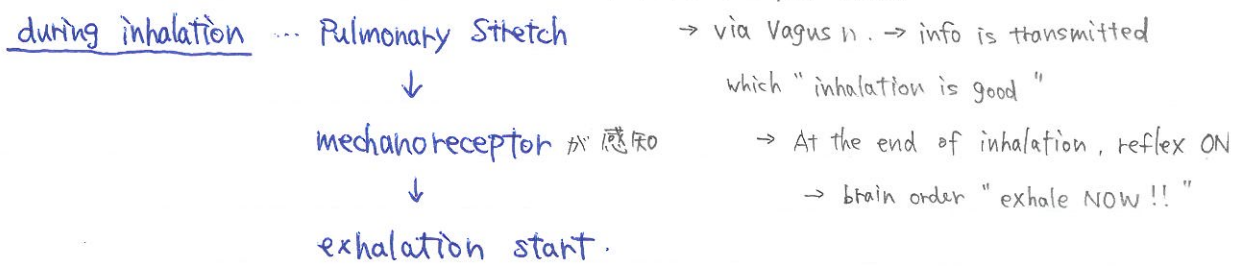 during inhalation … Pulmonary Stretch → via Vagus n. → info is transmitted
↓ which "inhalation is good"
mechanoreceptor が 感知 → At the end of inhalation, reflex ON
↓ → brain order "exhale NOW!!"
exhalation start.